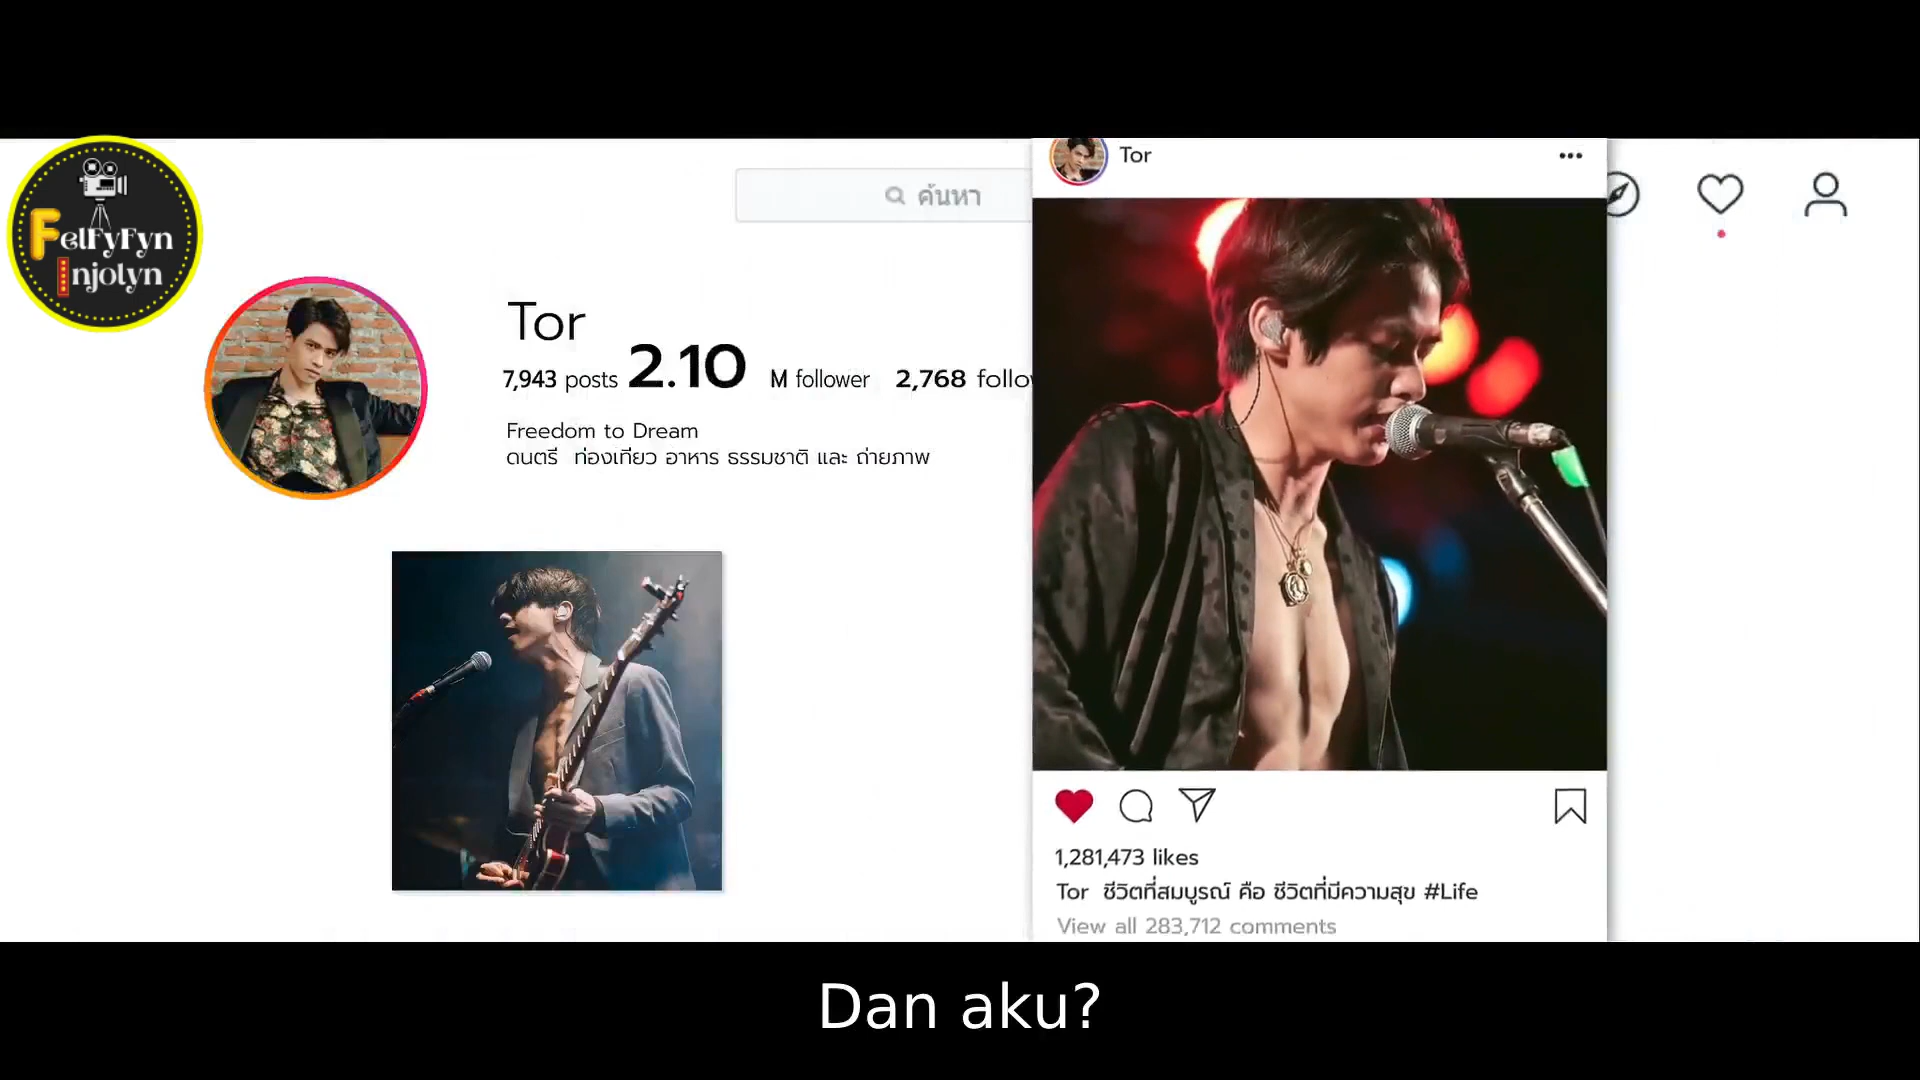 FelFyFyn
Injolyn
ค้นหา
Tor
7,943 posts 2.10 M follower 2,768 follo
Freedom to Dream
ดนตรี ท่องเที่ยว อาหาร ธรรมชาติ และ ถ่ายภาพ
Tor
1,281,473 likes
Tor ชีวิตที่สมบูรณ์ คือ ชีวิตที่มีความสุข #Life
View all 283,712 comments
Dan aku?